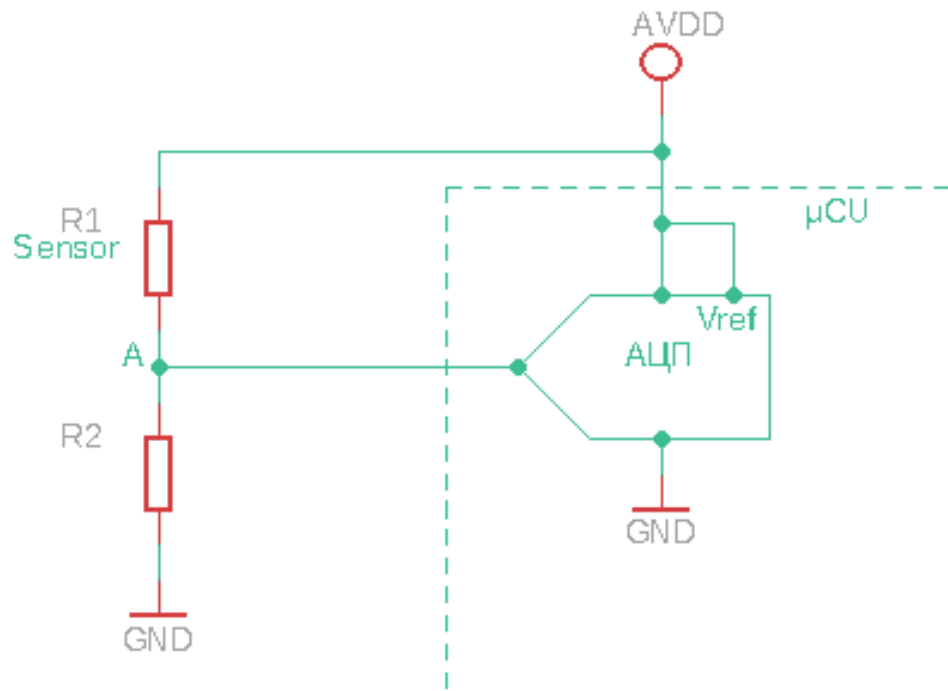 AVDD
µCU
R1
Sensor
Vref
A
АЦП
R2
GND
GND